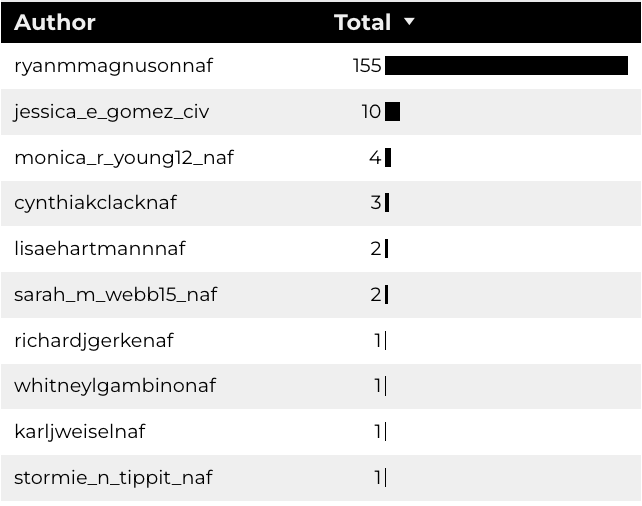 Author Total ▼
ryanmmagnusonnaf 155
jessica_e_gomez_civ 10
monica_r_young12_naf 4
cynthiakclacknaf 3
lisaehartmannnaf 2
sarah_m_webb15_naf 2
richardjgerkenaf 1
whitneylgambinonaf 1
karljweiselnaf 1
stormie_n_tippit_naf 1